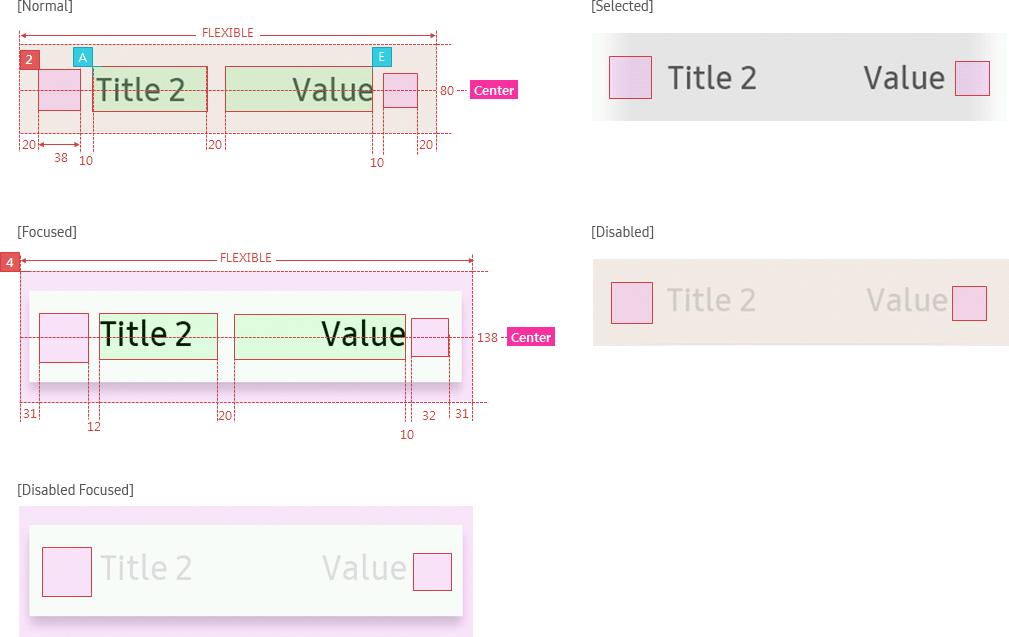 [Normal]
[Selected]
FLEXIBLE
2
A
E
Title 2
Value
80
Center
20
38
10
20
10
20
Title 2
Value
[Focused]
[Disabled]
4
FLEXIBLE
Title 2
Value
138
Center
31
12
20
10
32
31
Title 2
Value
[Disabled Focused]
Title 2
Value